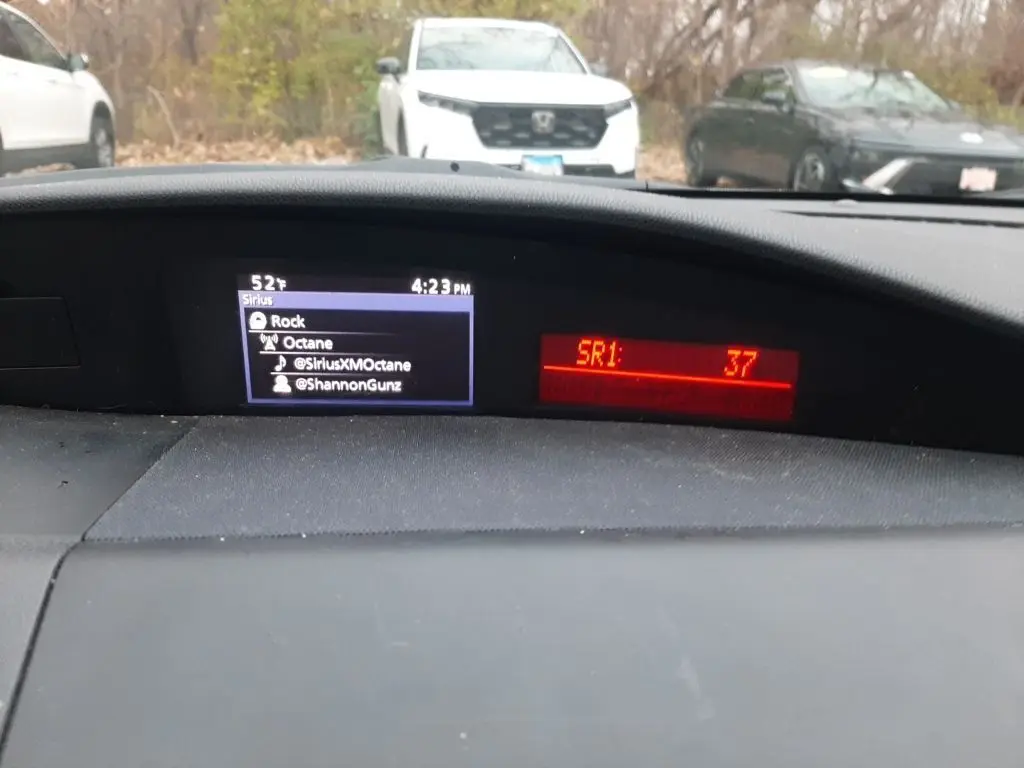 52°F 4:23 PM
Sirius
Rock
Octane
@SiriusXMOctane
@ShannonGunz
SR1: 37